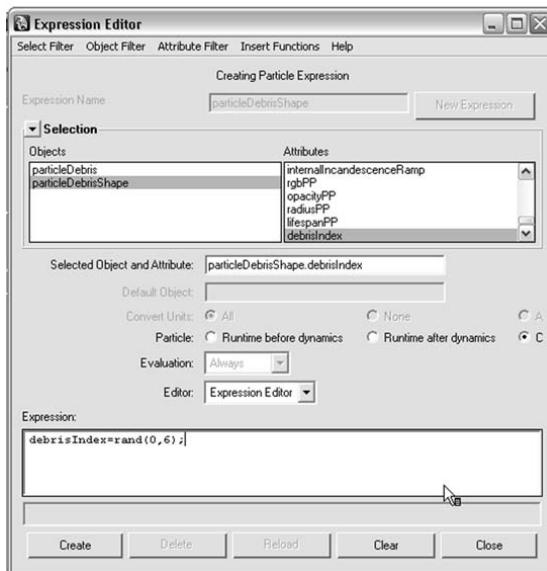 Expression Editor
Select Filter Object Filter Attribute Filter Insert Functions Help
Creating Particle Expression
Expression Name particleDebrisShape New Expression
Selection
Objects Attributes
particleDebris internalIncandescenceRamp
particleDebrisShape rgbPP
opacityPP
radiusPP
lifespanPP
debrisIndex
Selected Object and Attribute: particleDebrisShape.debrisIndex
Default Object:
Convert Units: All None A
Particle: Runtime before dynamics Runtime after dynamics C
Evaluation: Always
Editor: Expression Editor
Expression:
debrisIndex=rand(0,6);
Create Delete Reload Clear Close